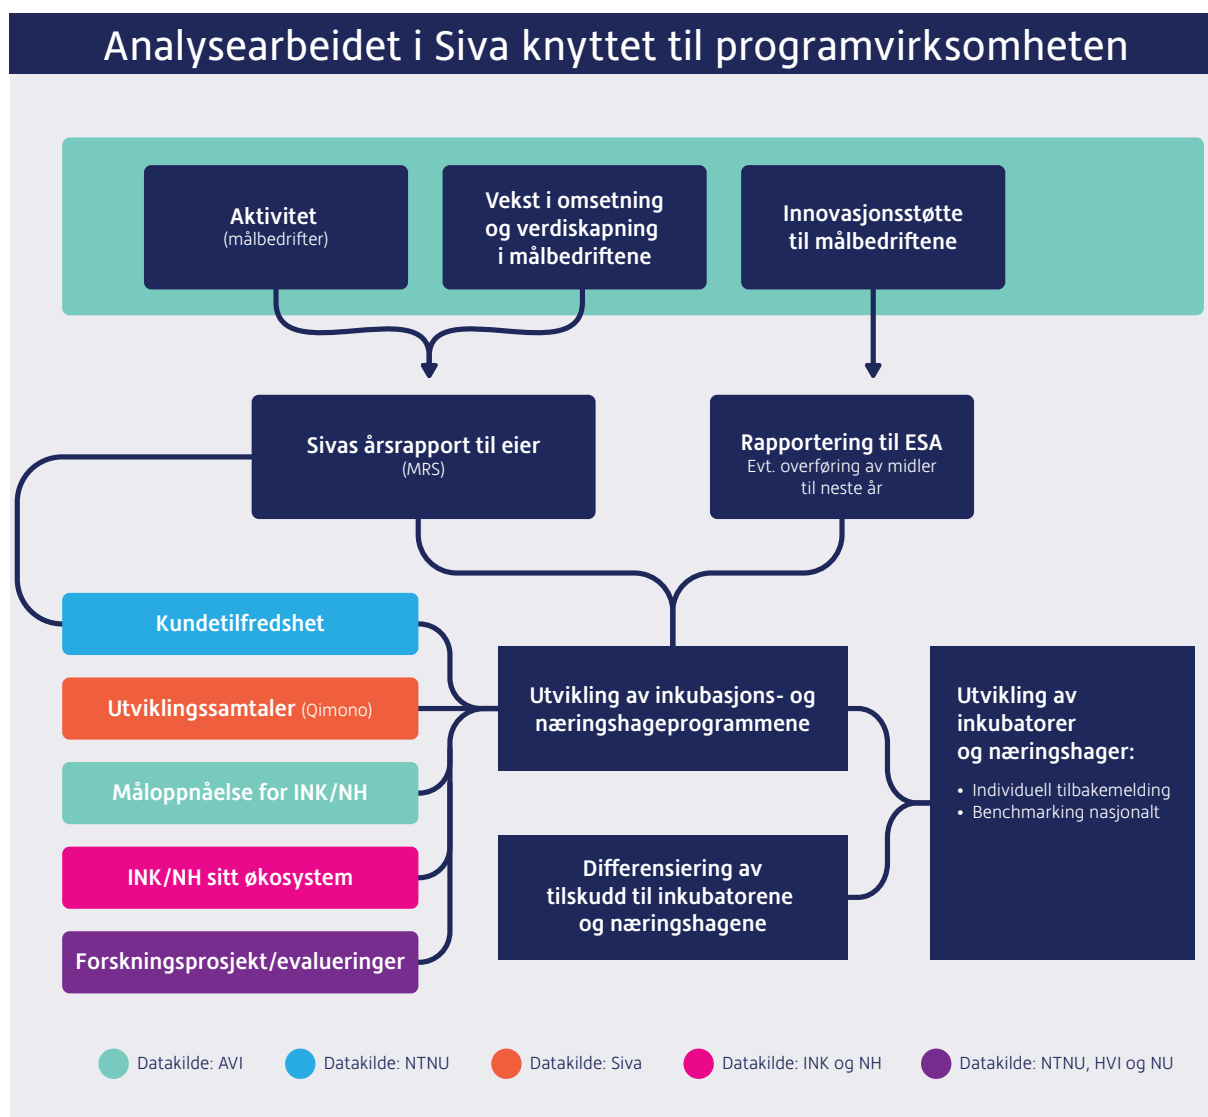 Analysearbeidet i Siva knyttet til programvirksomheten
Aktivitet
(målbedrifter)
Vekst i omsetning
og verdiskapning
i målbedriftene
Innovasjonsstøtte
til målbedriftene
Sivas årsrapport til eier
(MRS)
Rapportering til ESA
Evt. overføring av midler
til neste år
Kundetilfredshet
Utviklingssamtaler (Qimono)
Måloppnåelse for INK/NH
INK/NH sitt økosystem
Forskningsprosjekt/evalueringer
Utvikling av inkubasjons- og
næringshageprogrammene
Differensiering av
tilskudd til inkubatorene
og næringshagene
Utvikling av
inkubatorer
og næringshager:
• Individuell tilbakemelding
• Benchmarking nasjonalt
Datakilde: AVI
Datakilde: NTNU
Datakilde: Siva
Datakilde: INK og NH
Datakilde: NTNU, HVI og NU